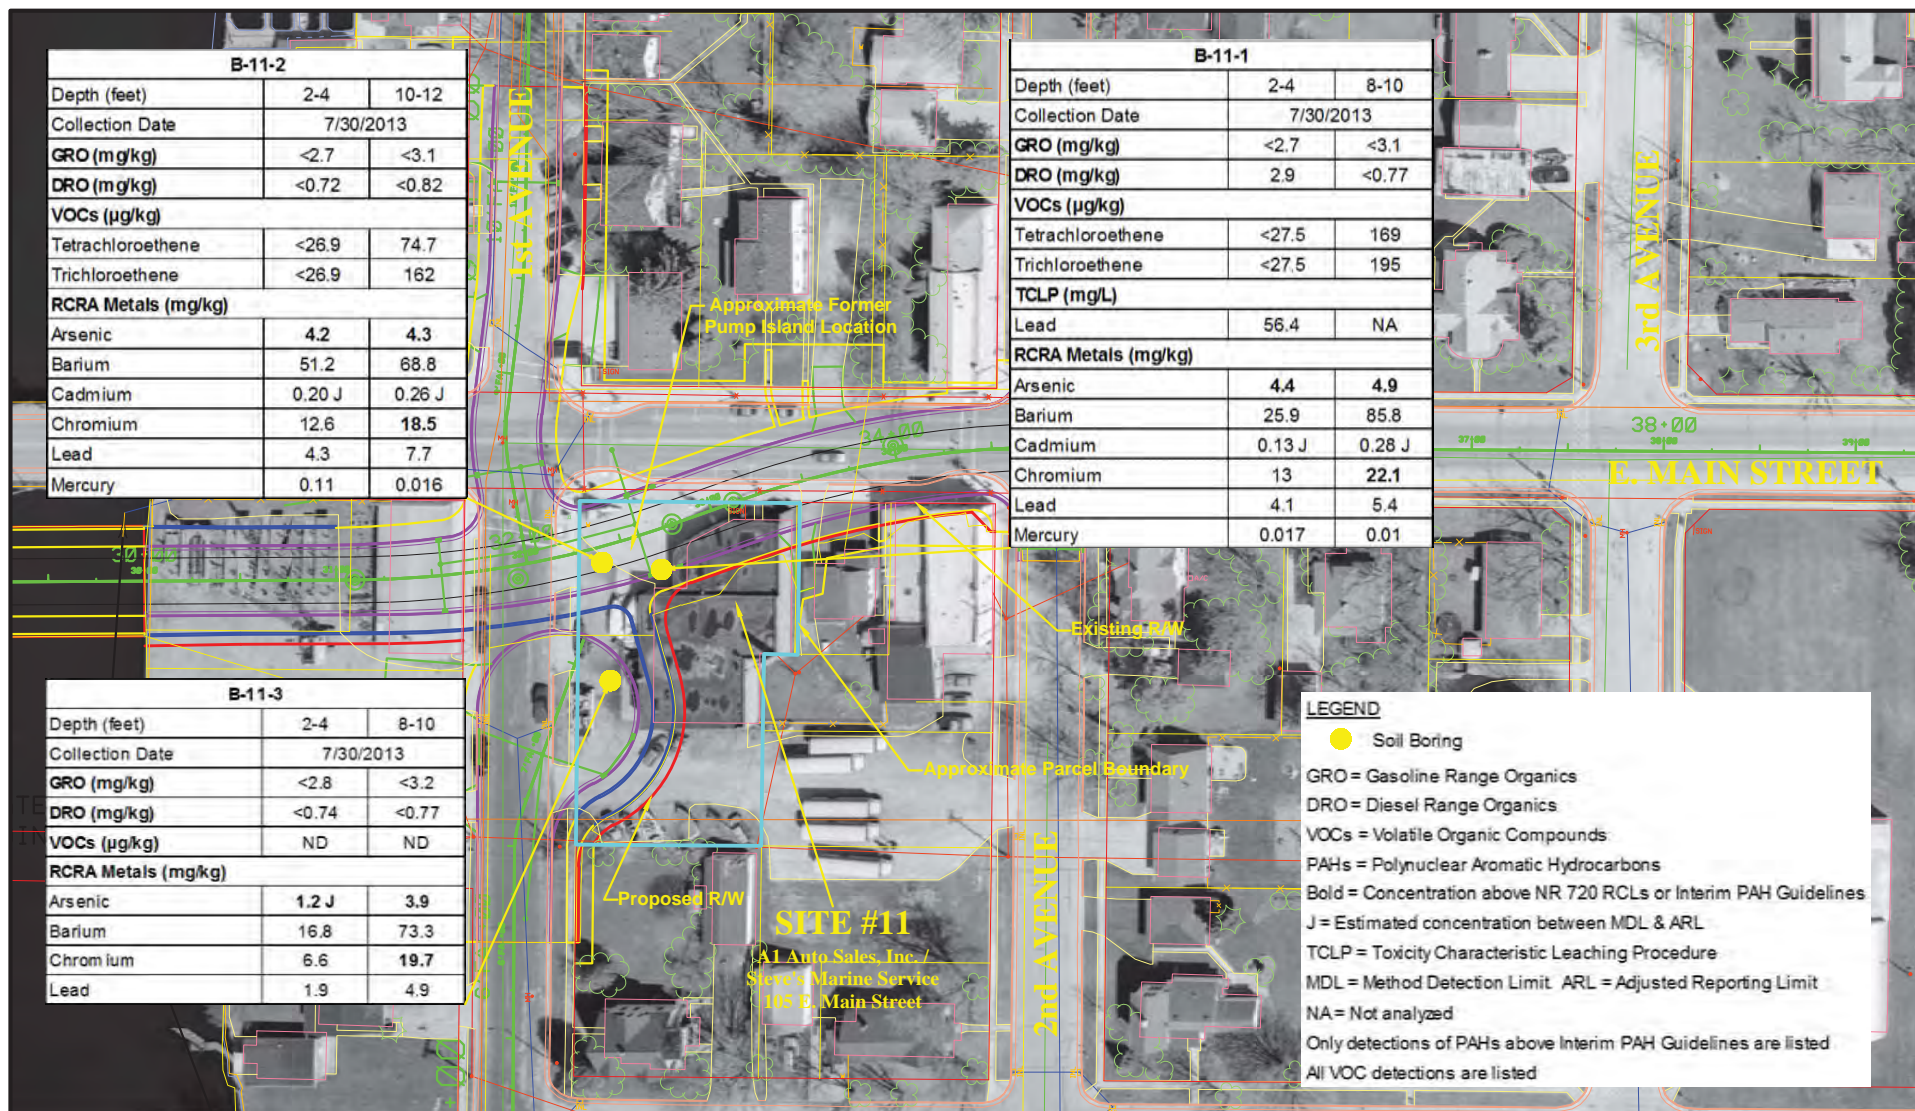 B-11-2
Depth (feet) 2-4 10-12
Collection Date 7/30/2013
GRO (mg/kg) <2.7 <3.1
DRO (mg/kg) <0.72 <0.82
VOCs (µg/kg)
Tetrachloroethene <26.9 74.7
Trichloroethene <26.9 162
RCRA Metals (mg/kg)
Arsenic 4.2 4.3
Barium 51.2 68.8
Cadmium 0.20 J 0.26 J
Chromium 12.6 18.5
Lead 4.3 7.7
Mercury 0.11 0.016
B-11-1
Depth (feet) 2-4 8-10
Collection Date 7/30/2013
GRO (mg/kg) <2.7 <3.1
DRO (mg/kg) 2.9 <0.77
VOCs (µg/kg)
Tetrachloroethene <27.5 169
Trichloroethene <27.5 195
TCLP (mg/L)
Lead 56.4 NA
RCRA Metals (mg/kg)
Arsenic 4.4 4.9
Barium 25.9 85.8
Cadmium 0.13 J 0.28 J
Chromium 13 22.1
Lead 4.1 5.4
Mercury 0.017 0.01
B-11-3
Depth (feet) 2-4 8-10
Collection Date 7/30/2013
GRO (mg/kg) <2.8 <3.2
DRO (mg/kg) <0.74 <0.77
VOCs (µg/kg) ND ND
RCRA Metals (mg/kg)
Arsenic 1.2 J 3.9
Barium 16.8 73.3
Chromium 6.6 19.7
Lead 1.9 4.9
1st AVENUE
Approximate Former
Pump Island Location
3rd AVENUE
34+00
37+00
38+00
38+00
39+00
E. MAIN STREET
30+00
Existing R/W
Approximate Parcel Boundary
Proposed R/W
SITE #11
A1 Auto Sales, Inc. /
Steve's Marine Service
105 E. Main Street
2nd AVENUE
SIGN
SIGN
LEGEND
Soil Boring
GRO = Gasoline Range Organics
DRO = Diesel Range Organics
VOCs = Volatile Organic Compounds
PAHs = Polynuclear Aromatic Hydrocarbons
Bold = Concentration above NR 720 RCLs or Interim PAH Guidelines
J = Estimated concentration between MDL & ARL
TCLP = Toxicity Characteristic Leaching Procedure
MDL = Method Detection Limit ARL = Adjusted Reporting Limit
NA = Not analyzed
Only detections of PAHs above Interim PAH Guidelines are listed
All VOC detections are listed